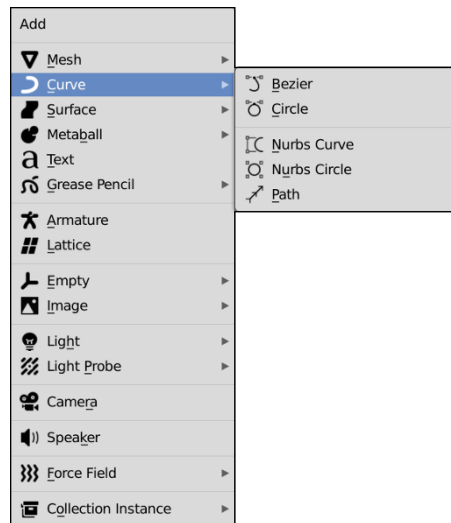 Add
Mesh
Curve
Surface
Metaball
Text
Grease Pencil
Armature
Lattice
Empty
Image
Light
Light Probe
Camera
Speaker
Force Field
Collection Instance
Bezier
Circle
Nurbs Curve
Nurbs Circle
Path